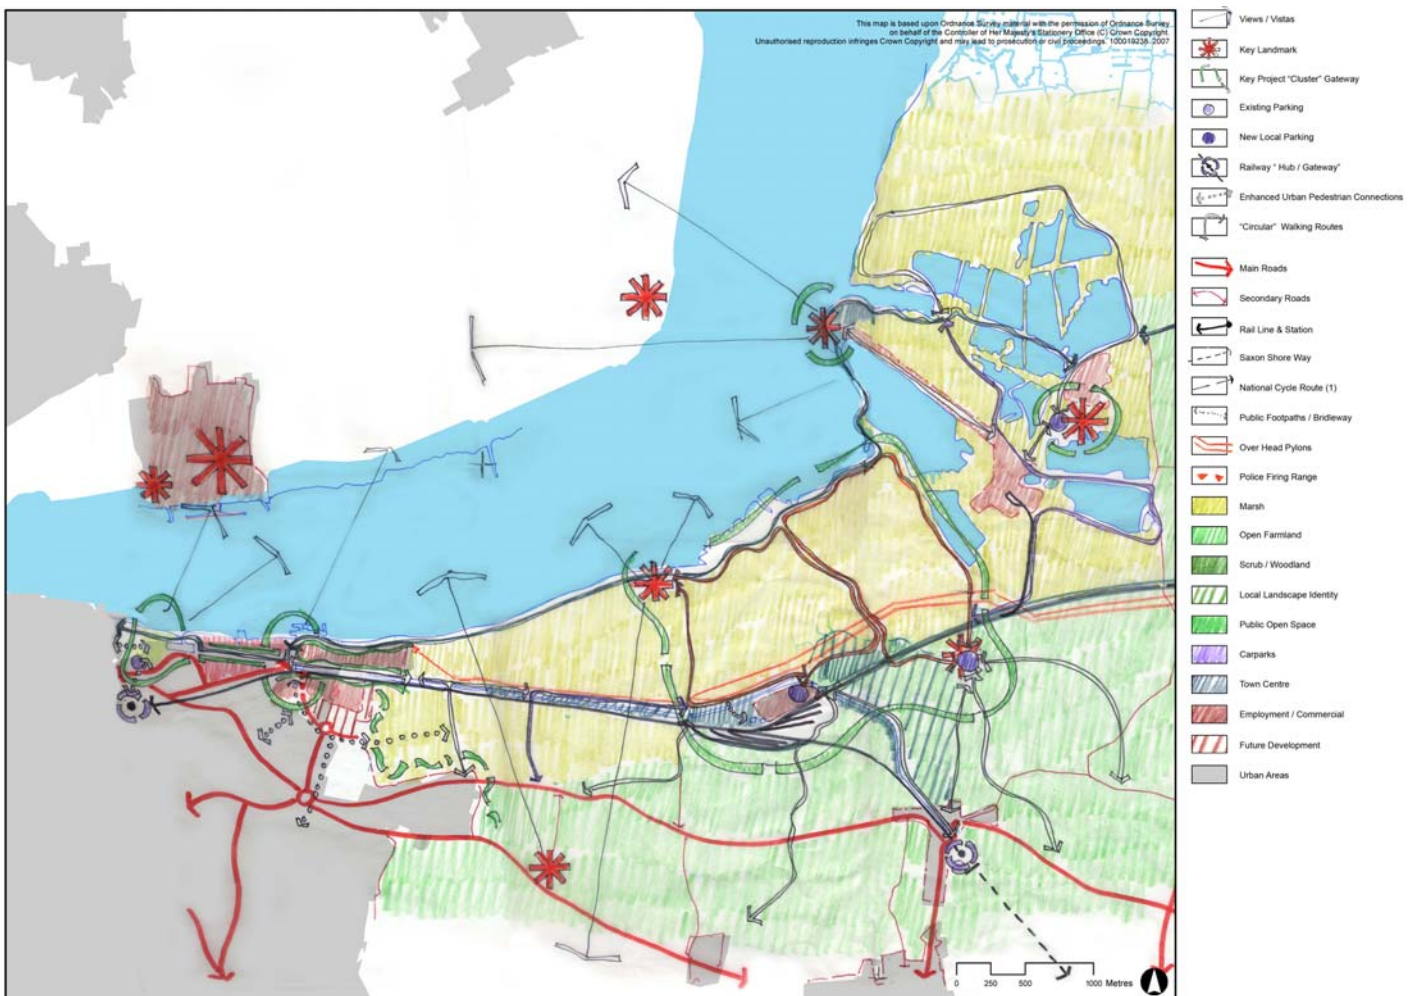 This map is based upon Ordnance Survey material with the permission of Ordnance Survey
on behalf of the Controller of Her Majesty's Stationery Office (C) Crown Copyright.
Unauthorised reproduction infringes Crown Copyright and may lead to prosecution or civil proceedings. 100019238. 2007
Views / Vistas
Key Landmark
Key Project "Cluster" Gateway
Existing Parking
New Local Parking
Railway " Hub / Gateway"
Enhanced Urban Pedestrian Connections
"Circular" Walking Routes
Main Roads
Secondary Roads
Rail Line & Station
Saxon Shore Way
National Cycle Route (1)
Public Footpaths / Bridleway
Over Head Pylons
Police Firing Range
Marsh
Open Farmland
Scrub / Woodland
Local Landscape Identity
Public Open Space
Carparks
Town Centre
Employment / Commercial
Future Development
Urban Areas
0 250 500 1000 Metres